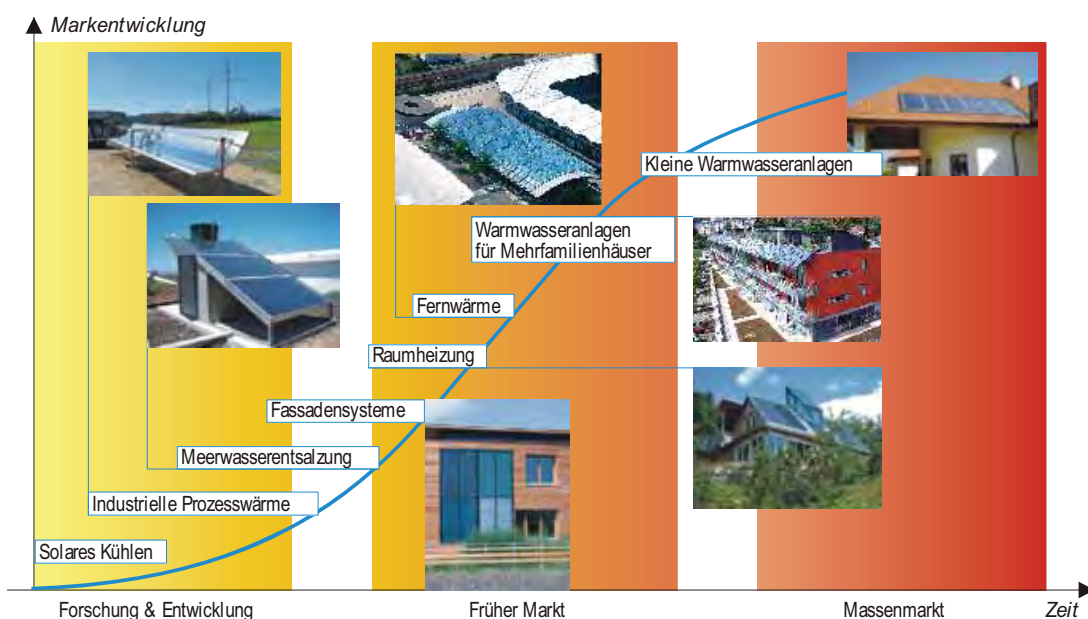 Markentwicklung
Kleine Warmwasseranlagen
Warmwasseranlagen
für Mehrfamilienhäuser
Fernwärme
Raumheizung
Fassadensysteme
Meerwasserentsalzung
Industrielle Prozesswärme
Solares Kühlen
Forschung & Entwicklung
Früher Markt
Massenmarkt
Zeit